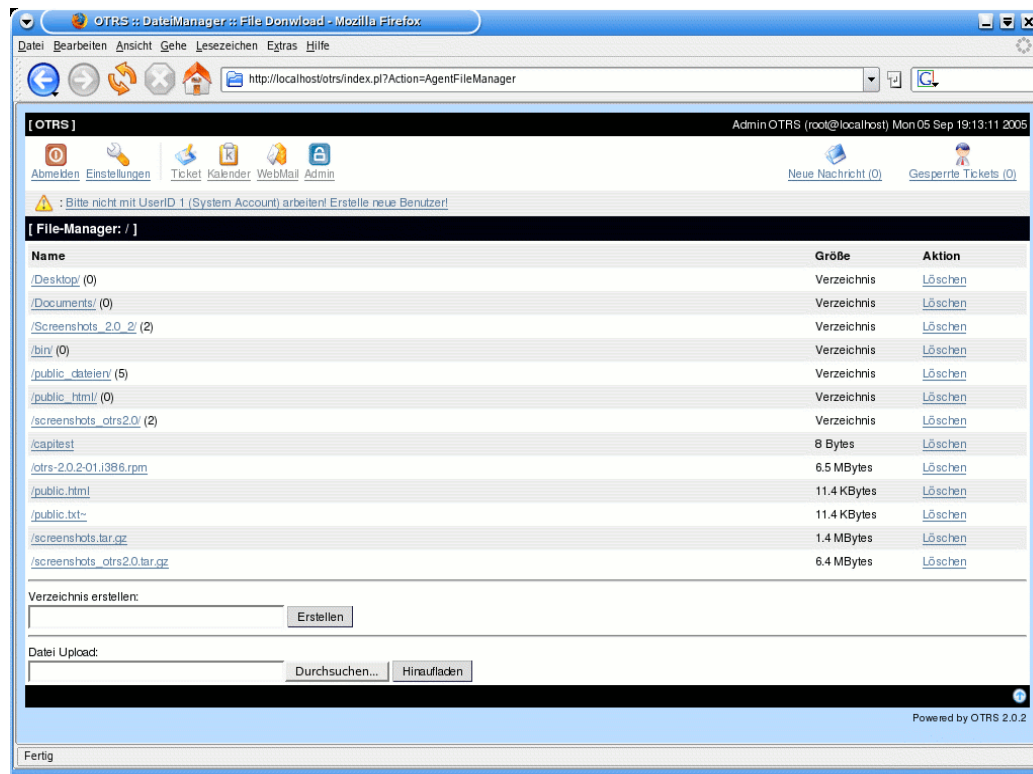 OTRS :: DateiManager :: File Donwload - Mozilla Firefox
Datei Bearbeiten Ansicht Gehe Lesezeichen Extras Hilfe
http://localhost/otrs/index.pl?Action=AgentFileManager
[ OTRS ] Admin OTRS (root@localhost) Mon 05 Sep 19:13:11 2005
Abmelden Einstellungen Ticket Kalender WebMail Admin Neue Nachricht (0) Gesperrte Tickets (0)
: Bitte nicht mit UserID 1 (System Account) arbeiten! Erstelle neue Benutzer!
[ File-Manager: / ]
Name Größe Aktion
/Desktop/ (0) Verzeichnis Löschen
/Documents/ (0) Verzeichnis Löschen
/Screenshots_2.0_2/ (2) Verzeichnis Löschen
/bin/ (0) Verzeichnis Löschen
/public_dateien/ (5) Verzeichnis Löschen
/public_html/ (0) Verzeichnis Löschen
/screenshots_otrs2.0/ (2) Verzeichnis Löschen
/capitest 8 Bytes Löschen
/otrs-2.0.2-01.i386.rpm 6.5 MBytes Löschen
/public.html 11.4 KBytes Löschen
/public.txt~ 11.4 KBytes Löschen
/screenshots.tar.gz 1.4 MBytes Löschen
/screenshots_otrs2.0.tar.gz 6.4 MBytes Löschen
Verzeichnis erstellen:
Erstellen
Datei Upload:
Durchsuchen... Hinaufladen
Powered by OTRS 2.0.2
Fertig